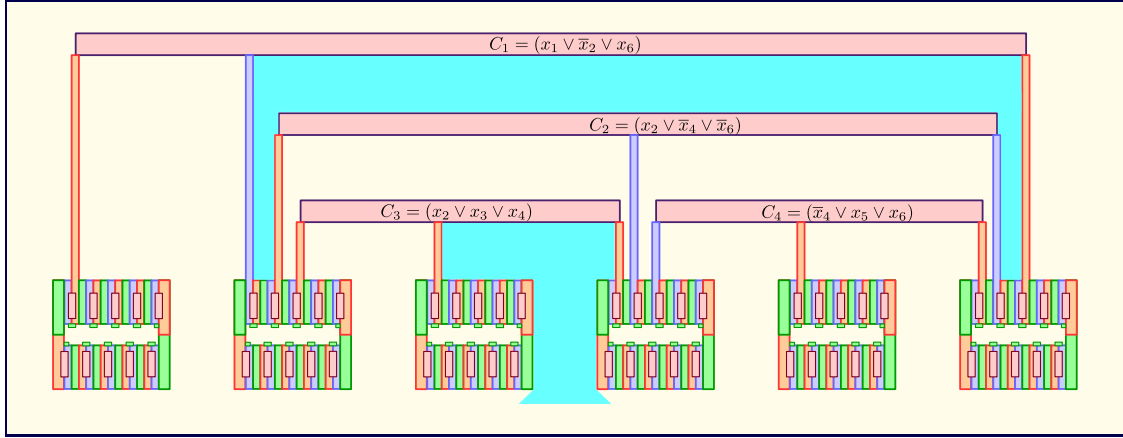 C₁ = (x₁ ∨ x̅₂ ∨ x₆)
C₂ = (x₂ ∨ x̅₄ ∨ x̅₆)
C₃ = (x₂ ∨ x₃ ∨ x₄)
C₄ = (x̅₄ ∨ x₅ ∨ x₆)